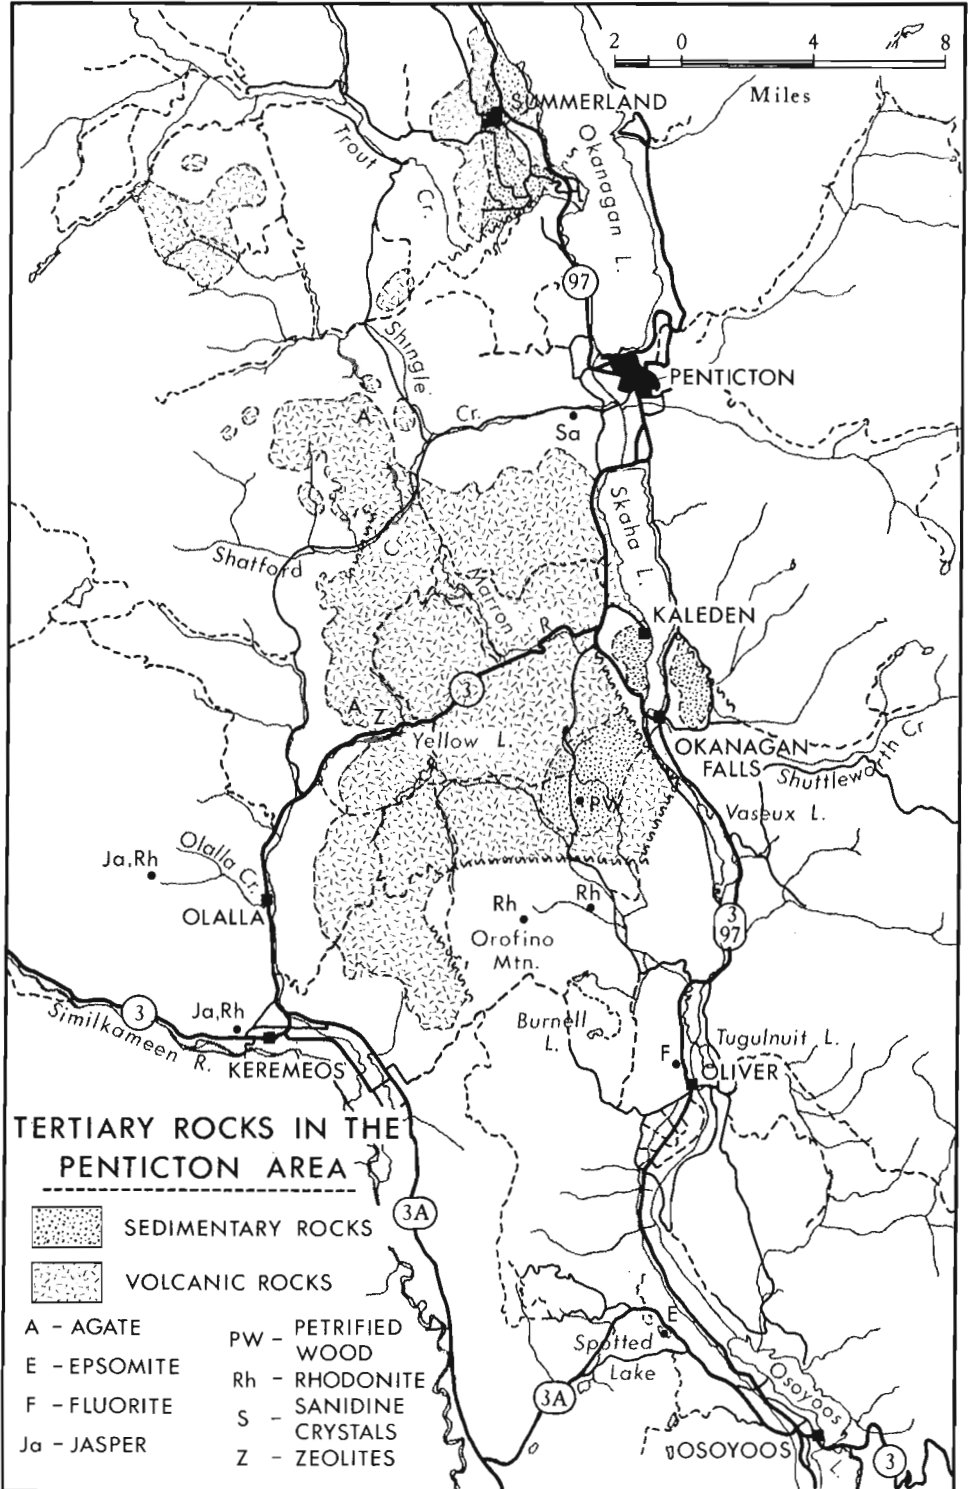 2 0 4 8
Miles
SUMMERLAND
Okanagan L.
Trout
Cr.
97
Shingle
PENTICTON
A
Cr.
Sa
Skaha L.
C
Shatford
Marron
KALEDEN
R
3
A
Z
Yellow L.
OKANAGAN
FALLS
Shuttleworth Cr
PW
Vaseux L.
Ja,Rh
Olalla Cr.
OLALLA
Rh
Rh
3
97
Orofino
Mtn.
3
Ja,Rh
Similkameen R.
KEREMEOS
Burnell
L.
Tugulnuit L.
F
OLIVER
TERTIARY ROCKS IN THE
PENTICTON AREA
SEDIMENTARY ROCKS
VOLCANIC ROCKS
A – AGATE
E – EPSOMITE
F – FLUORITE
Ja – JASPER
PW – PETRIFIED
WOOD
Rh – RHODONITE
S – SANIDINE
CRYSTALS
Z – ZEOLITES
3A
E
Spotted
Lake
3A
Osoyoos
L.
OSOYOOS
3